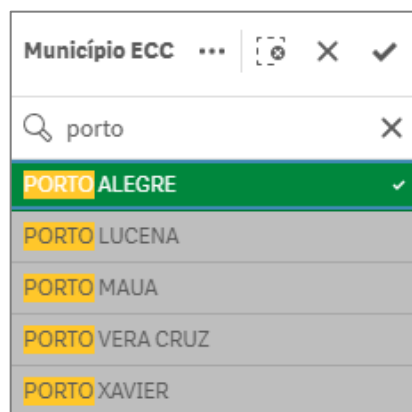 Município ECC ...
porto
PORTO ALEGRE
PORTO LUCENA
PORTO MAUA
PORTO VERA CRUZ
PORTO XAVIER